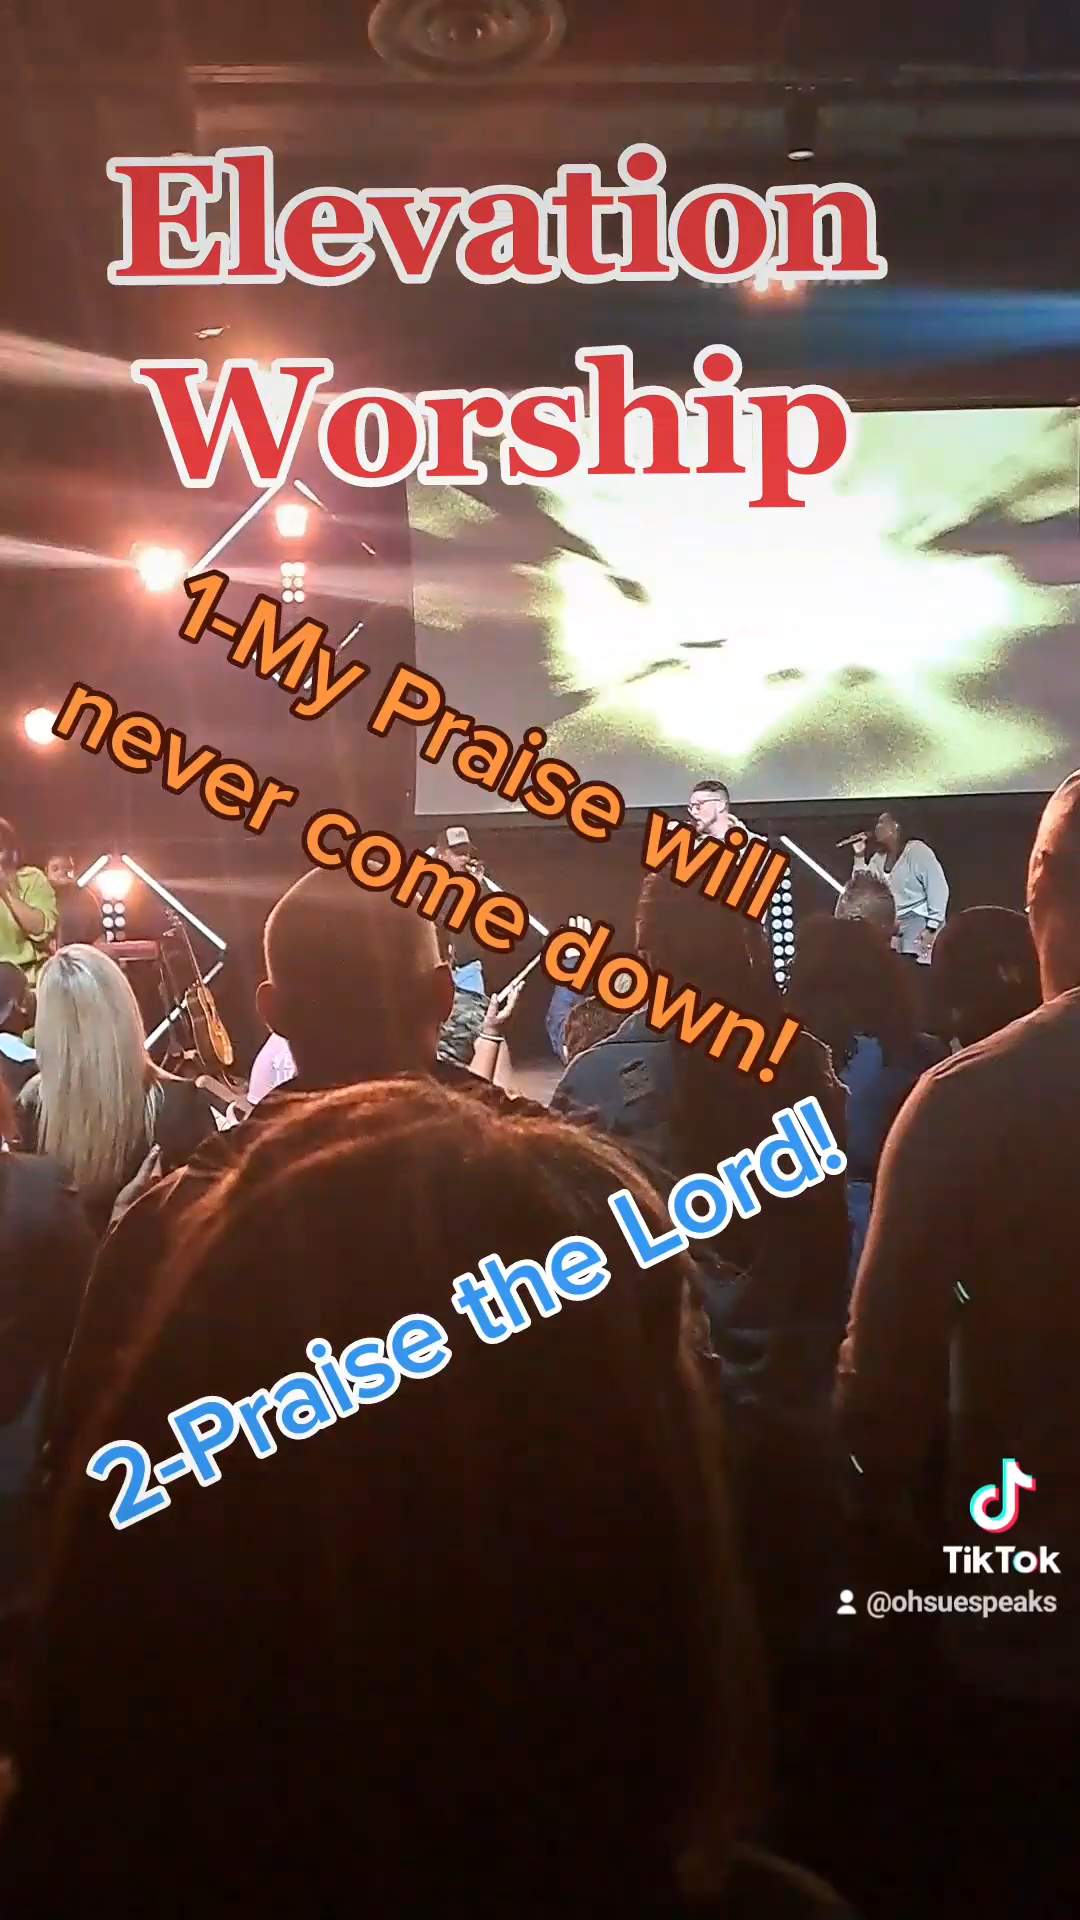 Elevation
Worship
1-My Praise will
never come down!
2-Praise the Lord!
TikTok
@ohsuespeaks